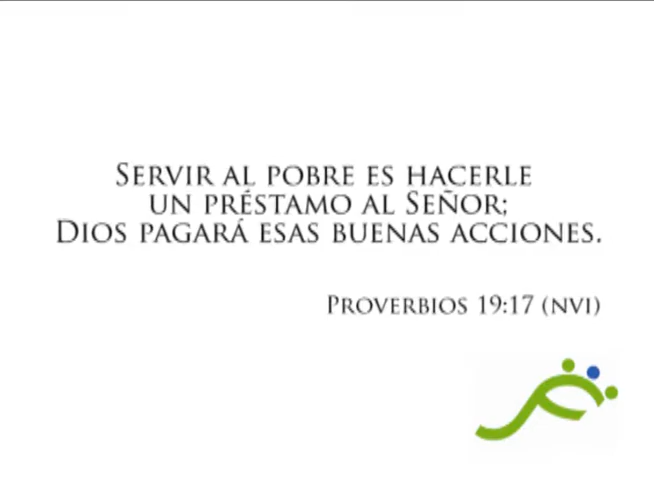 Servir al pobre es hacerle
un préstamo al Señor;
Dios pagará esas buenas acciones.
Proverbios 19:17 (nvi)